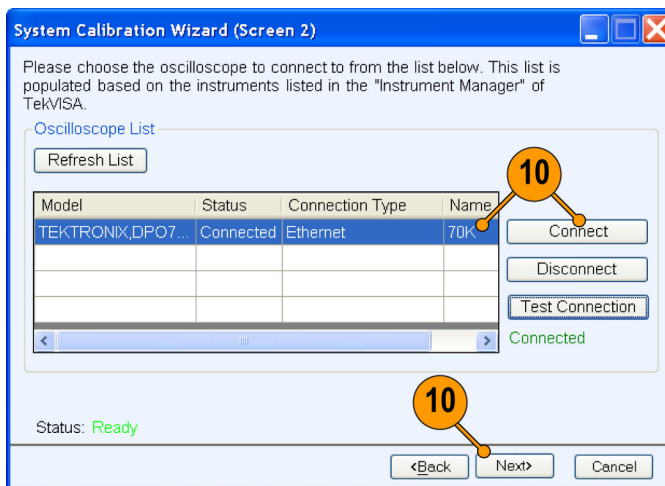 System Calibration Wizard (Screen 2)
Please choose the oscilloscope to connect to from the list below. This list is
populated based on the instruments listed in the "Instrument Manager" of
TekVISA.
Oscilloscope List
Refresh List
10
Model Status Connection Type Name
TEKTRONIX,DPO7... Connected Ethernet 70K
Connect
Disconnect
Test Connection
Connected
10
Status: Ready
<Back Next> Cancel